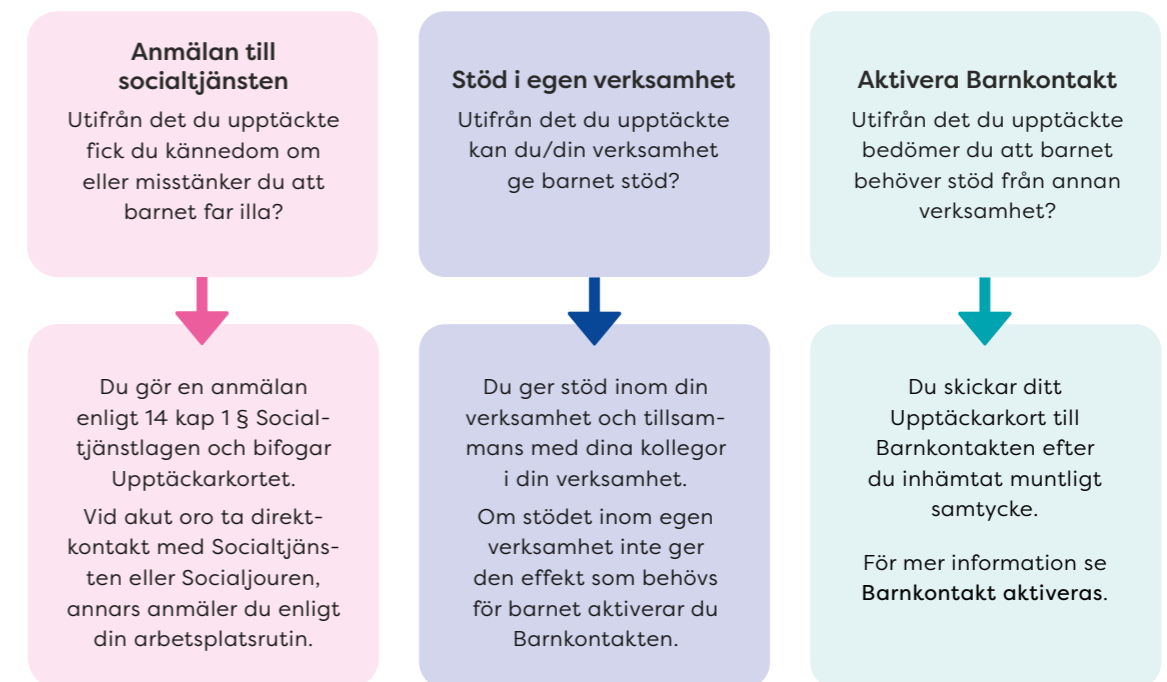 Anmälan till
socialtjänsten
Utifrån det du upptäckte
fick du kännedom om
eller misstänker du att
barnet far illa?
Stöd i egen verksamhet
Utifrån det du upptäckte
kan du/din verksamhet
ge barnet stöd?
Aktivera Barnkontakt
Utifrån det du upptäckte
bedömer du att barnet
behöver stöd från annan
verksamhet?
Du gör en anmälan
enligt 14 kap 1 § Social-
tjänstlagen och bifogar
Upptäckarkortet.
Vid akut oro ta direkt-
kontakt med Socialtjäns-
ten eller Socialjouren,
annars anmäler du enligt
din arbetsplatsrutin.
Du ger stöd inom din
verksamhet och tillsam-
mans med dina kollegor
i din verksamhet.
Om stödet inom egen
verksamhet inte ger
den effekt som behövs
för barnet aktiverar du
Barnkontakten.
Du skickar ditt
Upptäckarkort till
Barnkontakten efter
du inhämtat muntligt
samtycke.
För mer information se
Barnkontakt aktiveras.